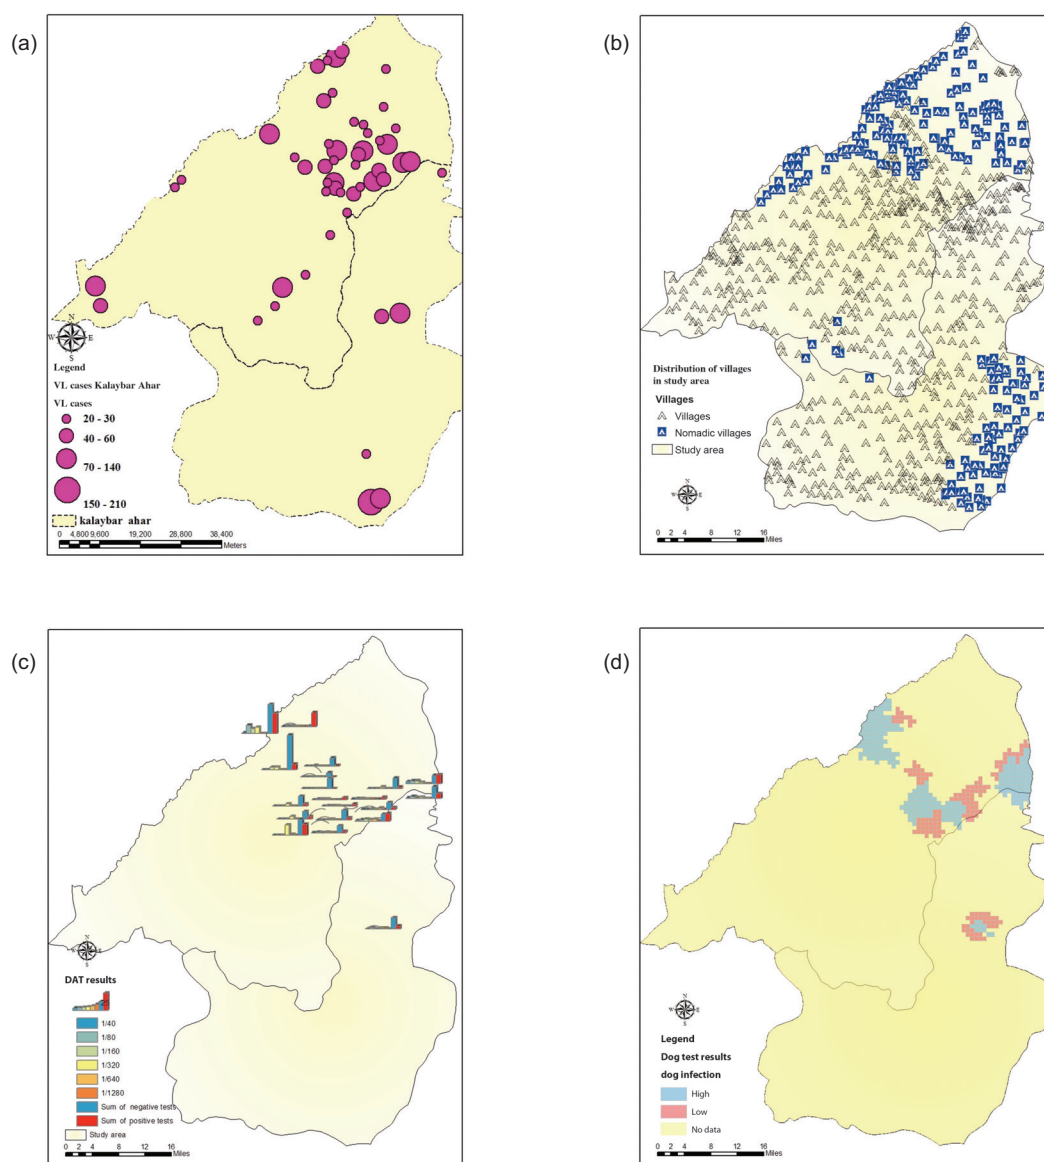 (a)
N
W
E
S
Legend
VL cases Kalaybar Ahar
VL cases
20 - 30
40 - 60
70 - 140
150 - 210
kalaybar ahar
0 4,800 9,600 19,200 28,800 38,400
Meters
(b)
Distribution of villages
in study area
Villages
Villages
Nomadic villages
Study area
N
W
E
S
0 2 4 8 12 16
Miles
(c)
N
W
E
S
DAT results
1/40
1/80
1/160
1/320
1/640
1/1280
Sum of negative tests
Sum of positive tests
Study area
0 2 4 8 12 16
Miles
(d)
N
W
E
S
Legend
Dog test results
dog infection
High
Low
No data
0 2 4 8 12 16
Miles